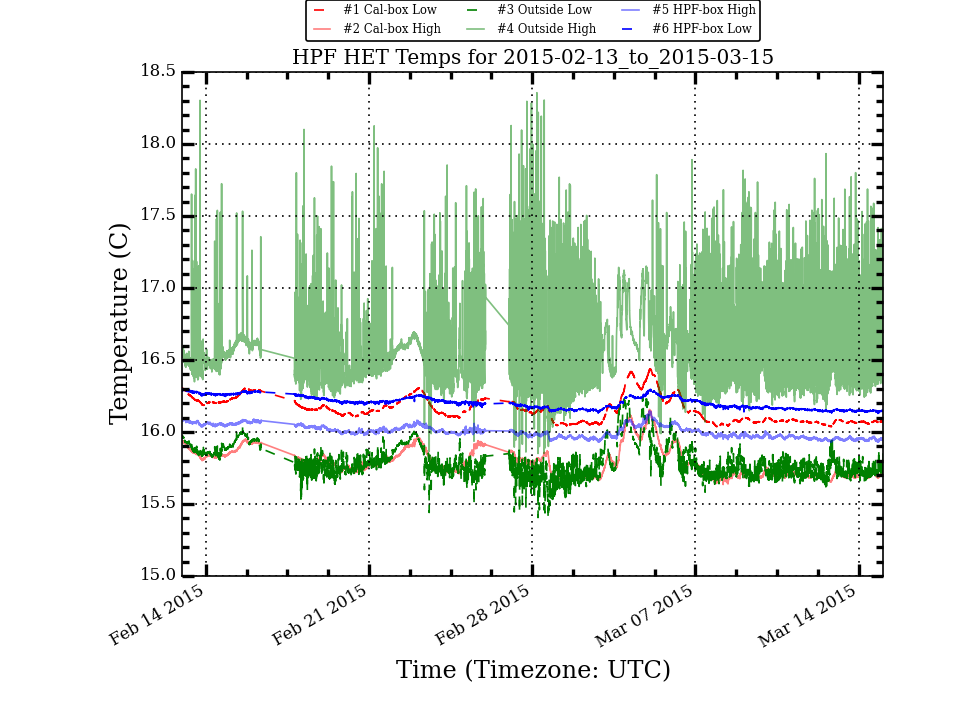 #1 Cal-box Low #3 Outside Low #5 HPF-box High
#2 Cal-box High #4 Outside High #6 HPF-box Low
HPF HET Temps for 2015-02-13_to_2015-03-15
18.5
18.0
17.5
17.0
16.5
16.0
15.5
15.0
Temperature (C)
Feb 14 2015
Feb 21 2015
Feb 28 2015
Mar 07 2015
Mar 14 2015
Time (Timezone: UTC)